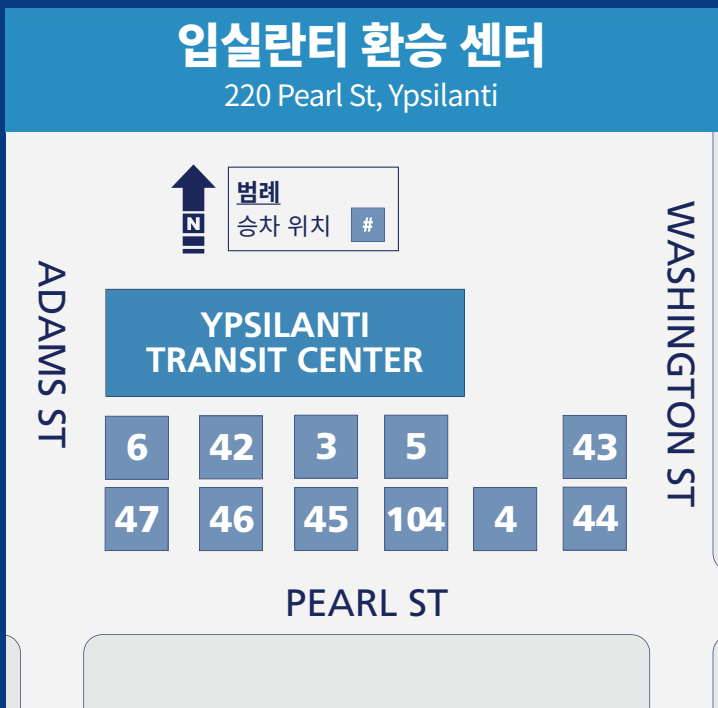 입실란티 환승 센터
220 Pearl St, Ypsilanti
N
범례
승차 위치 #
ADAMS ST
WASHINGTON ST
YPSILANTI
TRANSIT CENTER
6 42 3 5 43
47 46 45 104 4 44
PEARL ST